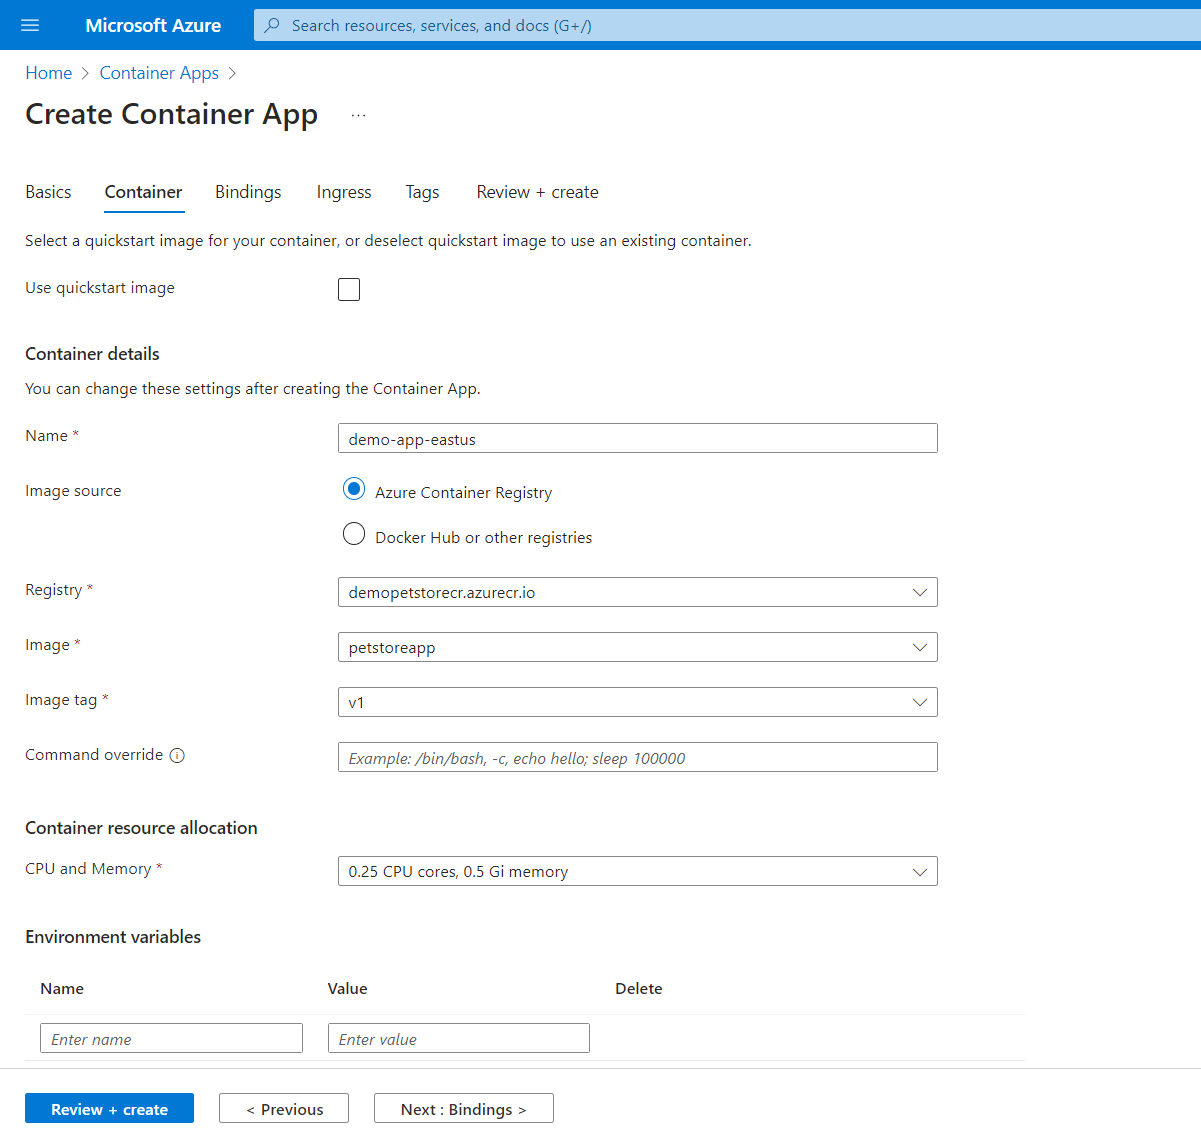 Microsoft Azure
Search resources, services, and docs (G+/)
Home > Container Apps >
Create Container App ...
Basics Container Bindings Ingress Tags Review + create
Select a quickstart image for your container, or deselect quickstart image to use an existing container.
Use quickstart image
Container details
You can change these settings after creating the Container App.
Name * demo-app-eastus
Image source Azure Container Registry
Docker Hub or other registries
Registry * demopetstorecr.azurecr.io
Image * petstoreapp
Image tag * v1
Command override Example: /bin/bash, -c, echo hello; sleep 100000
Container resource allocation
CPU and Memory * 0.25 CPU cores, 0.5 Gi memory
Environment variables
Name Value Delete
Enter name Enter value
Review + create < Previous Next : Bindings >